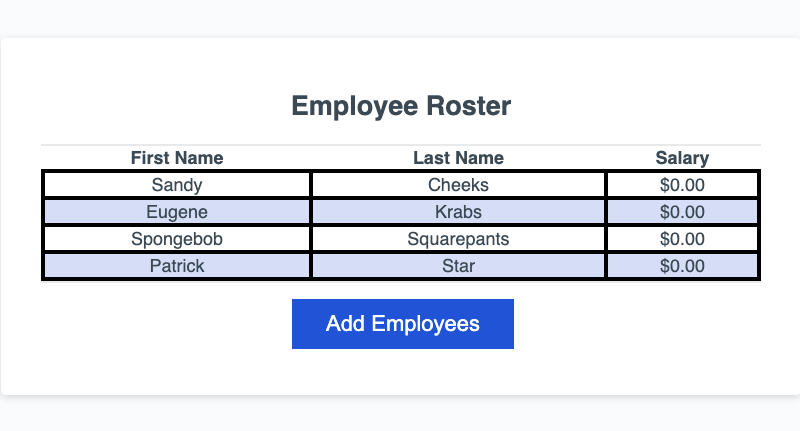 Employee Roster
First Name Last Name Salary
Sandy Cheeks $0.00
Eugene Krabs $0.00
Spongebob Squarepants $0.00
Patrick Star $0.00
Add Employees